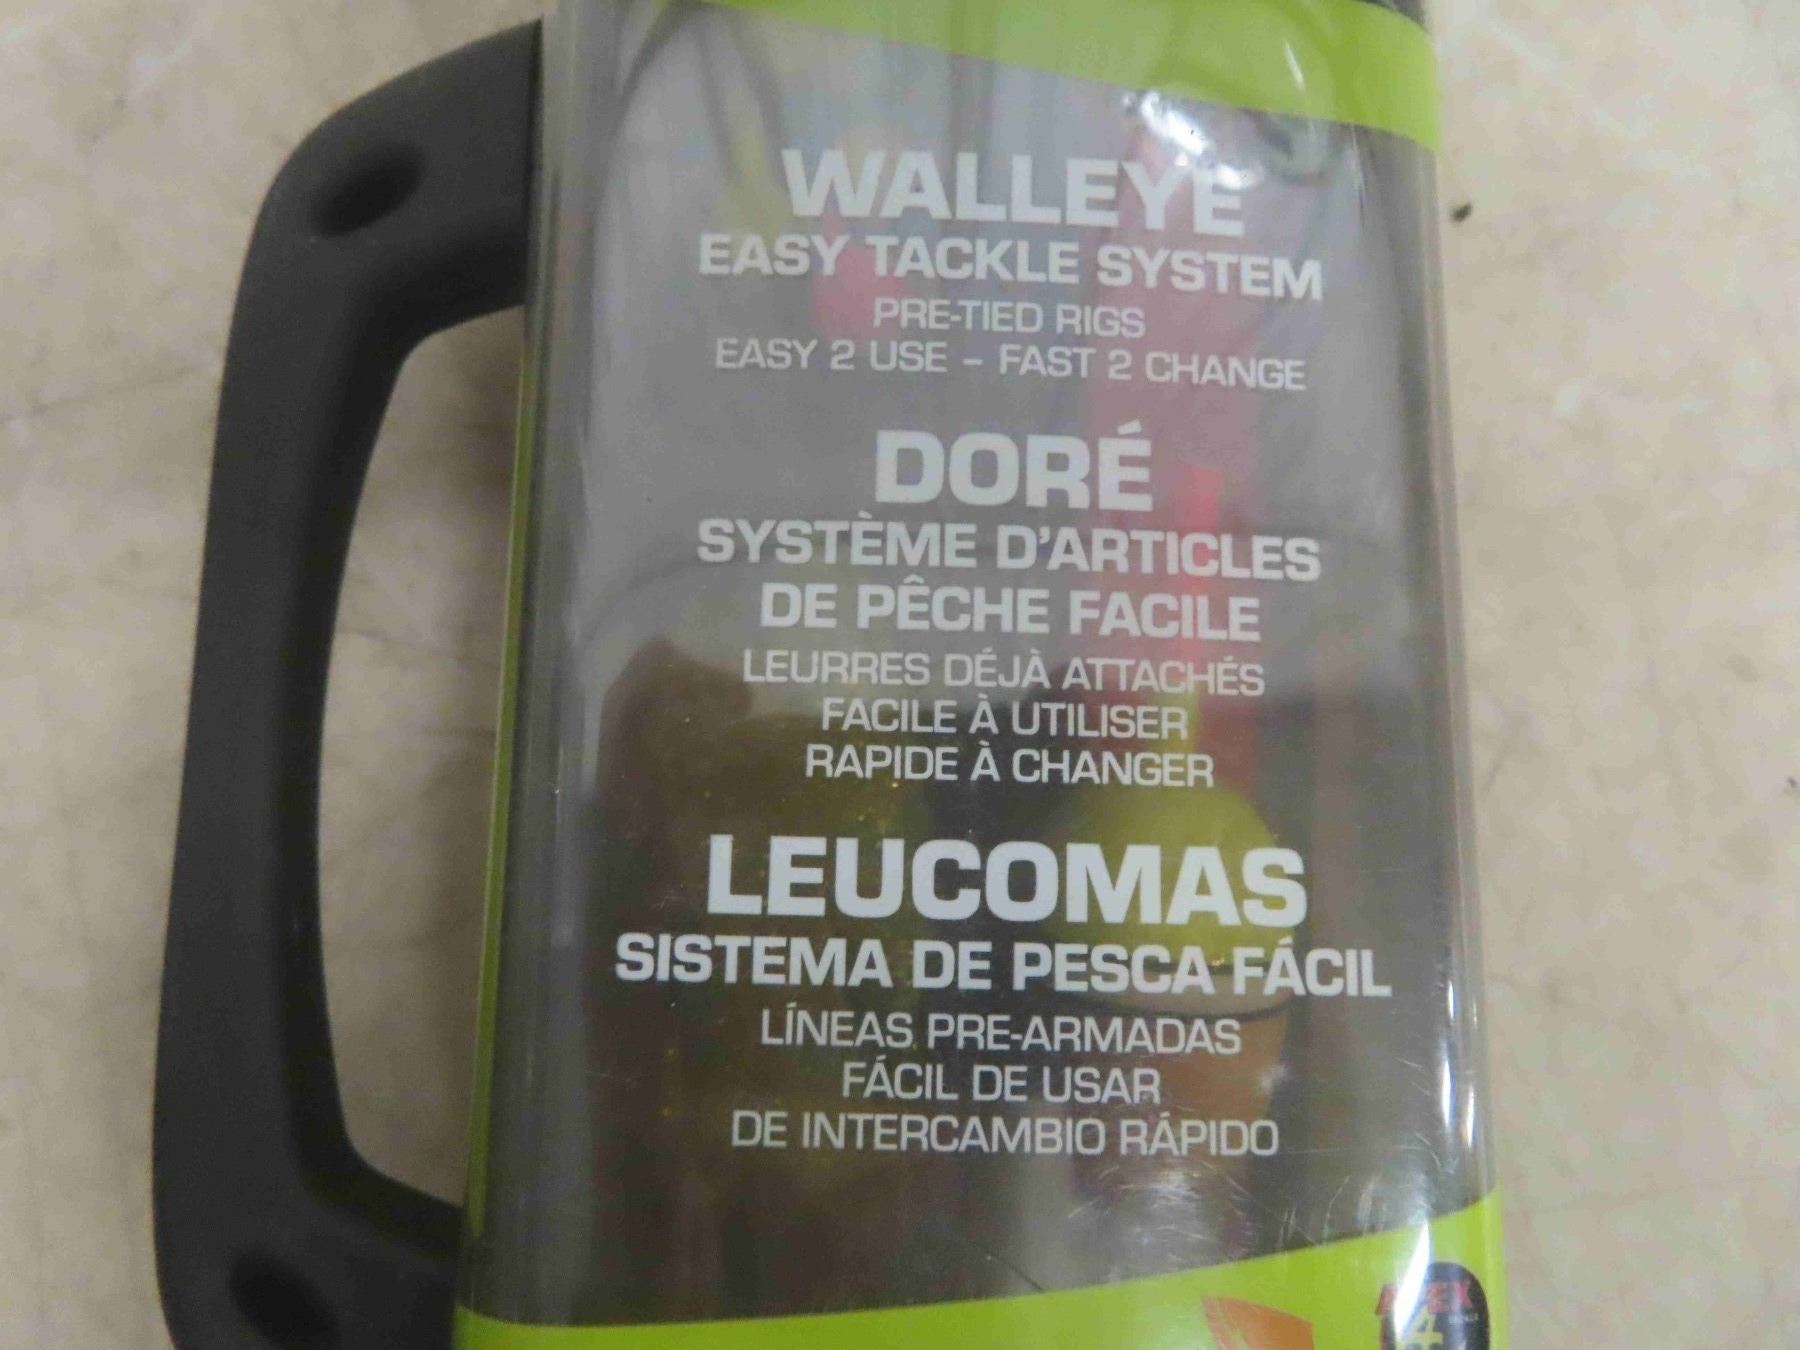 WALLEYE
EASY TACKLE SYSTEM
PRE-TIED RIGS
EASY 2 USE – FAST 2 CHANGE
DORÉ
SYSTÈME D'ARTICLES
DE PÊCHE FACILE
LEURRES DÉJÀ ATTACHÉS
FACILE À UTILISER
RAPIDE À CHANGER
LEUCOMAS
SISTEMA DE PESCA FÁCIL
LÍNEAS PRE-ARMADAS
FÁCIL DE USAR
DE INTERCAMBIO RÁPIDO
4